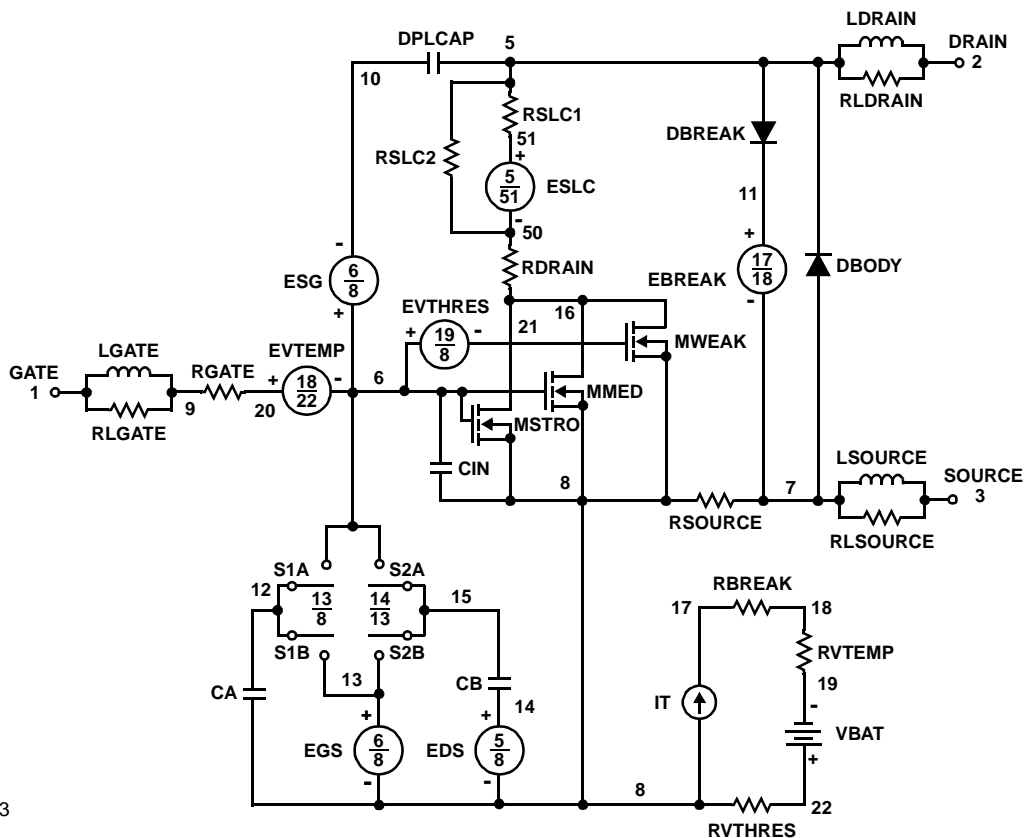 LDRAIN
DPLCAP 5 DRAIN
10 2
RLDRAIN
RSLC1
51 DBREAK
RSLC2 +
5
51 ESLC 11
-
50
- RDRAIN + 17
18 DBODY
ESG 6
8 EBREAK
+ EVTHRES 16 -
+ 19
8 - 21 MWEAK
LGATE EVTEMP
GATE RGATE + 18
22 - 6 MMED
1 9 20
RLGATE MSTRO
LSOURCE
CIN 8 7 SOURCE
3
RSOURCE
RLSOURCE
S1A S2A
12 13
8 14
13 15 RBREAK
17 18
S1B S2B RVTEMP
13 CB 19
CA 14 IT -
+ +
EGS 6
8 EDS 5
8 VBAT
- - +
8 22
RVTHRES
3